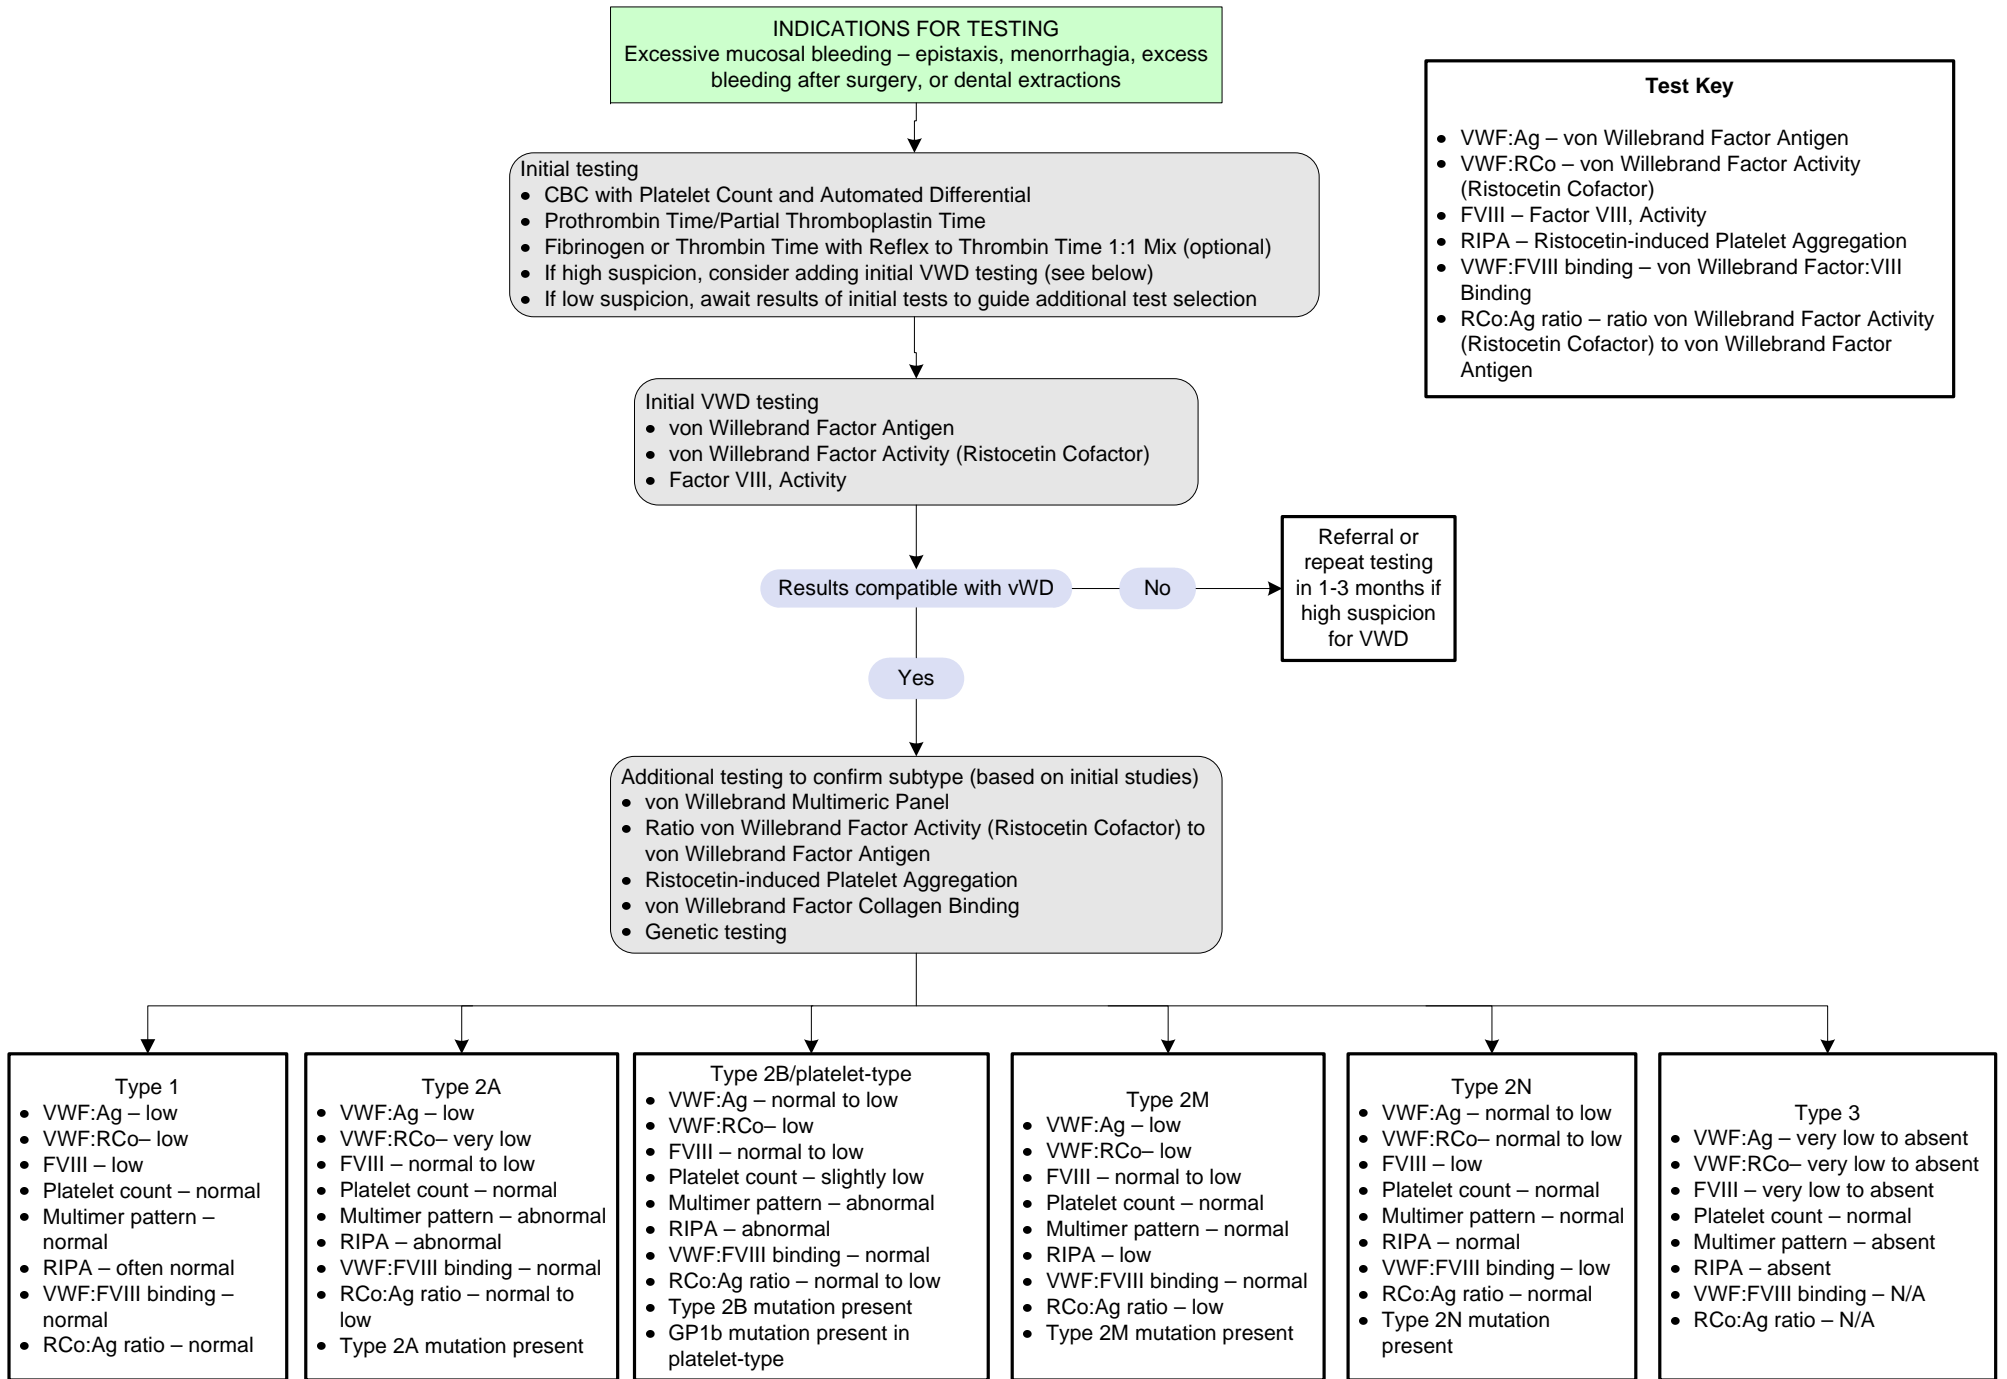 INDICATIONS FOR TESTING
Excessive mucosal bleeding – epistaxis, menorrhagia, excess
bleeding after surgery, or dental extractions
Test Key
• VWF:Ag – von Willebrand Factor Antigen
• VWF:RCo – von Willebrand Factor Activity
(Ristocetin Cofactor)
• FVIII – Factor VIII, Activity
• RIPA – Ristocetin-induced Platelet Aggregation
• VWF:FVIII binding – von Willebrand Factor:VIII
Binding
• RCo:Ag ratio – ratio von Willebrand Factor Activity
(Ristocetin Cofactor) to von Willebrand Factor
Antigen
Initial testing
• CBC with Platelet Count and Automated Differential
• Prothrombin Time/Partial Thromboplastin Time
• Fibrinogen or Thrombin Time with Reflex to Thrombin Time 1:1 Mix (optional)
• If high suspicion, consider adding initial VWD testing (see below)
• If low suspicion, await results of initial tests to guide additional test selection
Initial VWD testing
• von Willebrand Factor Antigen
• von Willebrand Factor Activity (Ristocetin Cofactor)
• Factor VIII, Activity
Results compatible with vWD
No
Referral or
repeat testing
in 1-3 months if
high suspicion
for VWD
Yes
Additional testing to confirm subtype (based on initial studies)
• von Willebrand Multimeric Panel
• Ratio von Willebrand Factor Activity (Ristocetin Cofactor) to
von Willebrand Factor Antigen
• Ristocetin-induced Platelet Aggregation
• von Willebrand Factor Collagen Binding
• Genetic testing
Type 1
• VWF:Ag – low
• VWF:RCo– low
• FVIII – low
• Platelet count – normal
• Multimer pattern –
normal
• RIPA – often normal
• VWF:FVIII binding –
normal
• RCo:Ag ratio – normal
Type 2A
• VWF:Ag – low
• VWF:RCo– very low
• FVIII – normal to low
• Platelet count – normal
• Multimer pattern – abnormal
• RIPA – abnormal
• VWF:FVIII binding – normal
• RCo:Ag ratio – normal to
low
• Type 2A mutation present
Type 2B/platelet-type
• VWF:Ag – normal to low
• VWF:RCo– low
• FVIII – normal to low
• Platelet count – slightly low
• Multimer pattern – abnormal
• RIPA – abnormal
• VWF:FVIII binding – normal
• RCo:Ag ratio – normal to low
• Type 2B mutation present
• GP1b mutation present in
platelet-type
Type 2M
• VWF:Ag – low
• VWF:RCo– low
• FVIII – normal to low
• Platelet count – normal
• Multimer pattern – normal
• RIPA – low
• VWF:FVIII binding – normal
• RCo:Ag ratio – low
• Type 2M mutation present
Type 2N
• VWF:Ag – normal to low
• VWF:RCo– normal to low
• FVIII – low
• Platelet count – normal
• Multimer pattern – normal
• RIPA – normal
• VWF:FVIII binding – low
• RCo:Ag ratio – normal
• Type 2N mutation
present
Type 3
• VWF:Ag – very low to absent
• VWF:RCo– very low to absent
• FVIII – very low to absent
• Platelet count – normal
• Multimer pattern – absent
• RIPA – absent
• VWF:FVIII binding – N/A
• RCo:Ag ratio – N/A